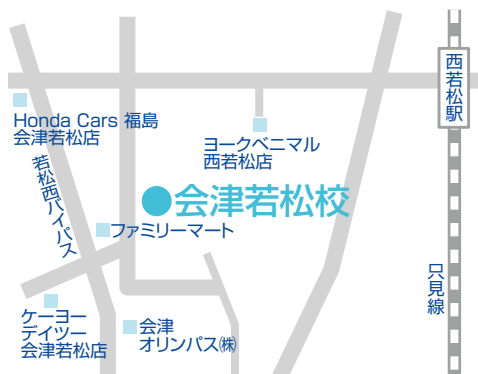 西若松駅
Honda Cars 福島
会津若松店
ヨークベニマル
西若松店
若松西バイパス
会津若松校
ファミリーマート
只見線
ケーヨー
デイツー
会津若松店
会津
オリンパス㈱